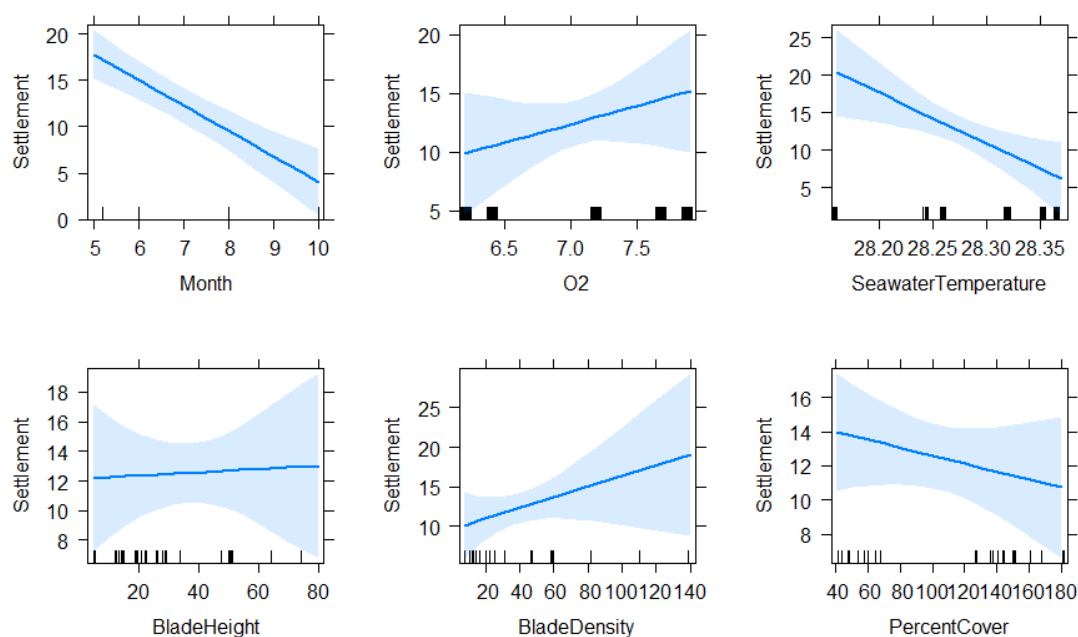 Settlement
20
15
10
5
0
5 6 7 8 9 10
Month
Settlement
20
15
10
5
6.5 7.0 7.5
O2
Settlement
25
20
15
10
5
28.20 28.25 28.30 28.35
SeawaterTemperature
Settlement
18
16
14
12
10
8
20 40 60 80
BladeHeight
Settlement
25
20
15
10
20 40 60 80 100 120 140
BladeDensity
Settlement
16
14
12
10
8
40 60 80 100 120 140 160 180
PercentCover